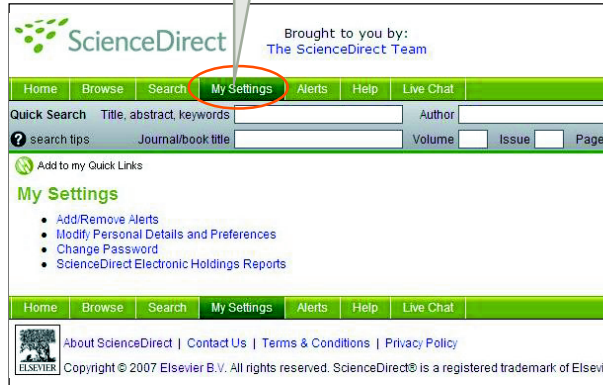 ScienceDirect
Brought to you by:
The ScienceDirect Team
Home Browse Search My Settings Alerts Help Live Chat
Quick Search Title, abstract, keywords Author
? search tips Journal/book title Volume Issue Page
Add to my Quick Links
My Settings
• Add/Remove Alerts
• Modify Personal Details and Preferences
• Change Password
• ScienceDirect Electronic Holdings Reports
Home Browse Search My Settings Alerts Help Live Chat
About ScienceDirect | Contact Us | Terms & Conditions | Privacy Policy
ELSEVIER Copyright © 2007 Elsevier B.V. All rights reserved. ScienceDirect® is a registered trademark of Elsevi